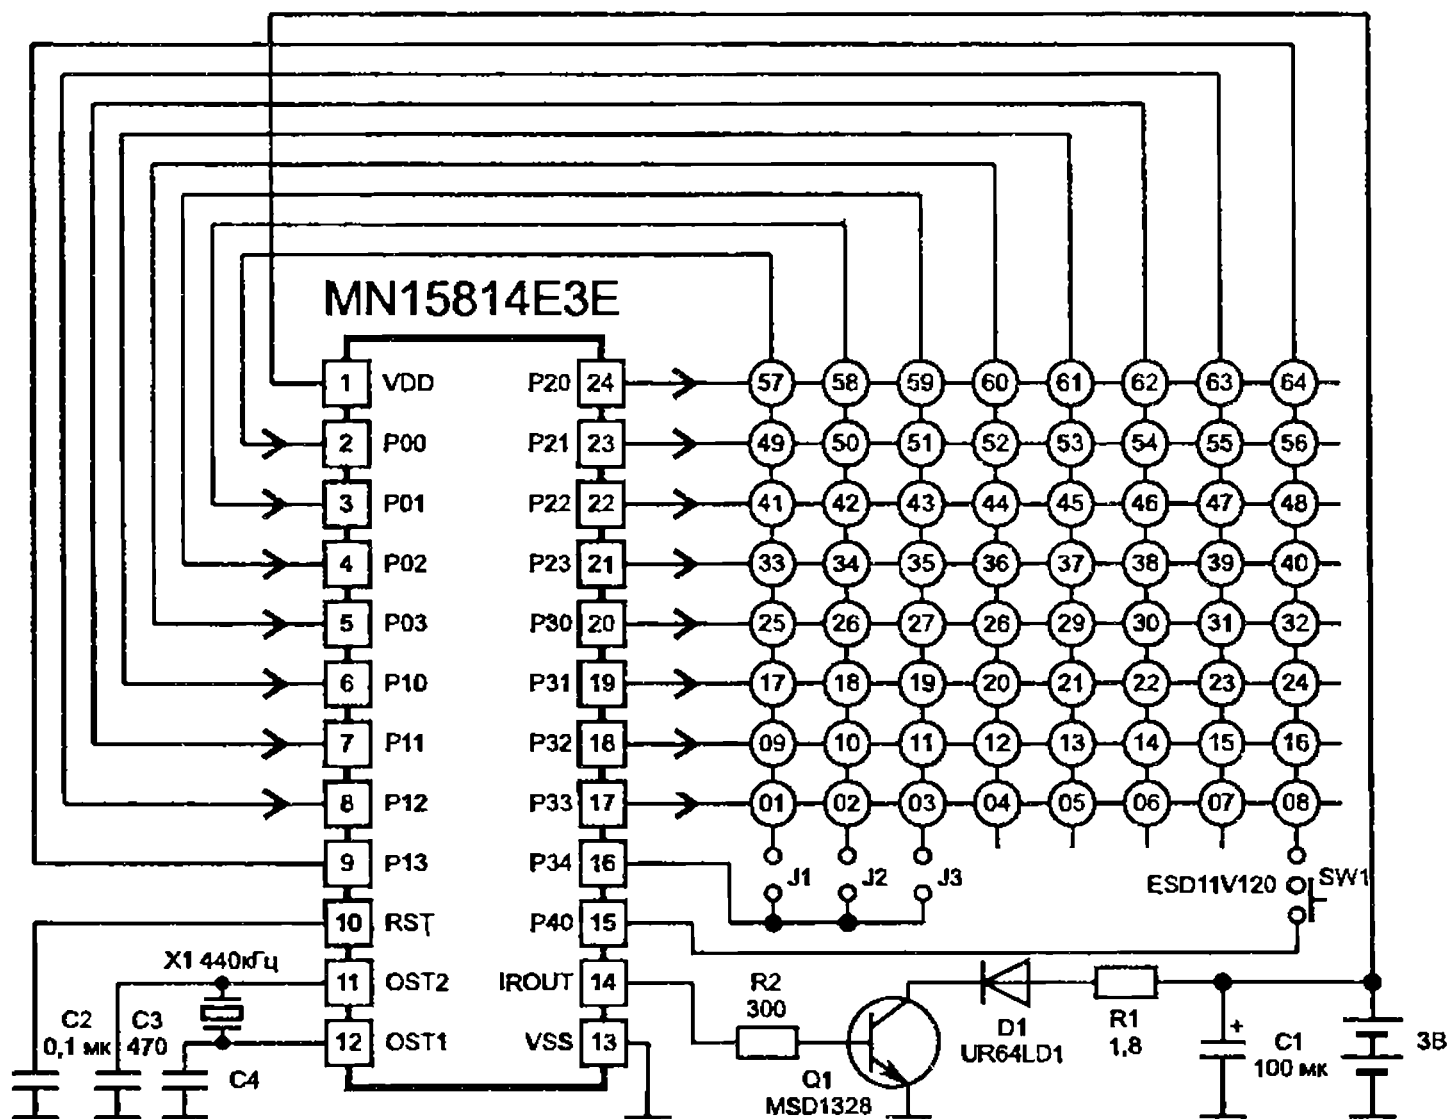 MN15814E3E
1 VDD P20 24 57 58 59 60 61 62 63 64
2 P00 P21 23 49 50 51 52 53 54 55 56
3 P01 P22 22 41 42 43 44 45 46 47 48
4 P02 P23 21 33 34 35 36 37 38 39 40
5 P03 P30 20 25 26 27 26 29 30 31 32
6 P10 P31 19 17 18 19 20 21 22 23 24
7 P11 P32 18 09 10 11 12 13 14 15 16
8 P12 P33 17 01 02 03 04 05 06 07 08
9 P13 P34 16 J1 J2 J3 ESD11V120 SW1
10 RST P40 15
X1 440кГц
11 OST2 IROUT 14 R2
300
C2 C3 D1 R1 + C1 3В
0,1 мк 470 12 OST1 VSS 13 UR64LD1 1,8 100 мк
C4 Q1
MSD1328